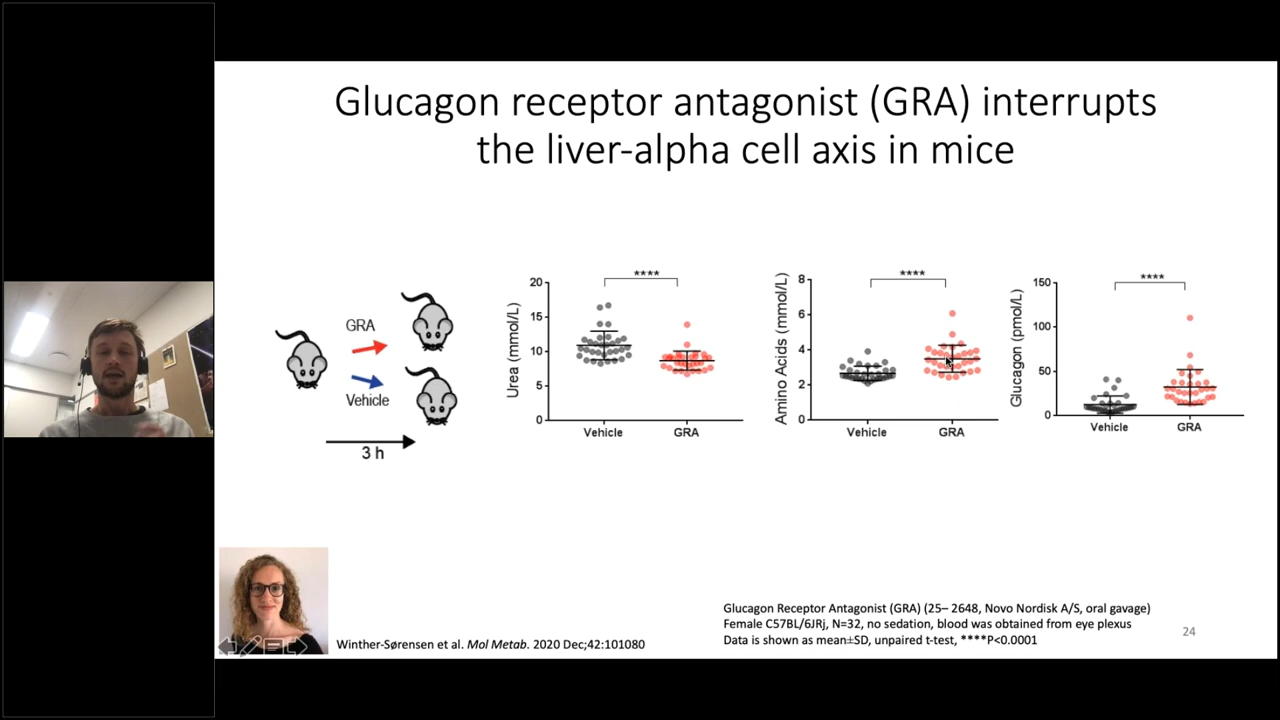 Glucagon receptor antagonist (GRA) interrupts
the liver-alpha cell axis in mice
GRA
Vehicle
3 h
Urea (mmol/L)
20
15
10
5
0
****
Vehicle
GRA
Amino Acids (mmol/L)
8
6
4
2
0
****
Vehicle
GRA
Glucagon (pmol/L)
150
100
50
0
****
Vehicle
GRA
Winther-Sørensen et al. Mol Metab. 2020 Dec;42:101080
Glucagon Receptor Antagonist (GRA) (25– 2648, Novo Nordisk A/S, oral gavage)
Female C57BL/6JRj, N=32, no sedation, blood was obtained from eye plexus
Data is shown as mean±SD, unpaired t-test, ****P<0.0001
24